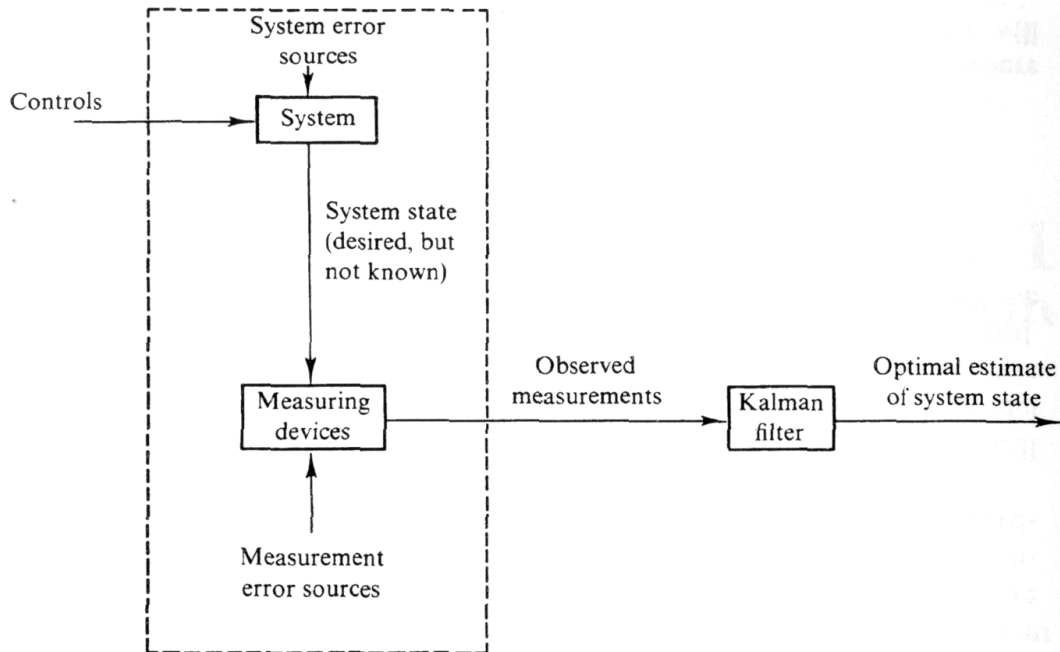 System error
sources
Controls
System
System state
(desired, but
not known)
Measuring
devices
Observed
measurements
Kalman
filter
Optimal estimate
of system state
Measurement
error sources